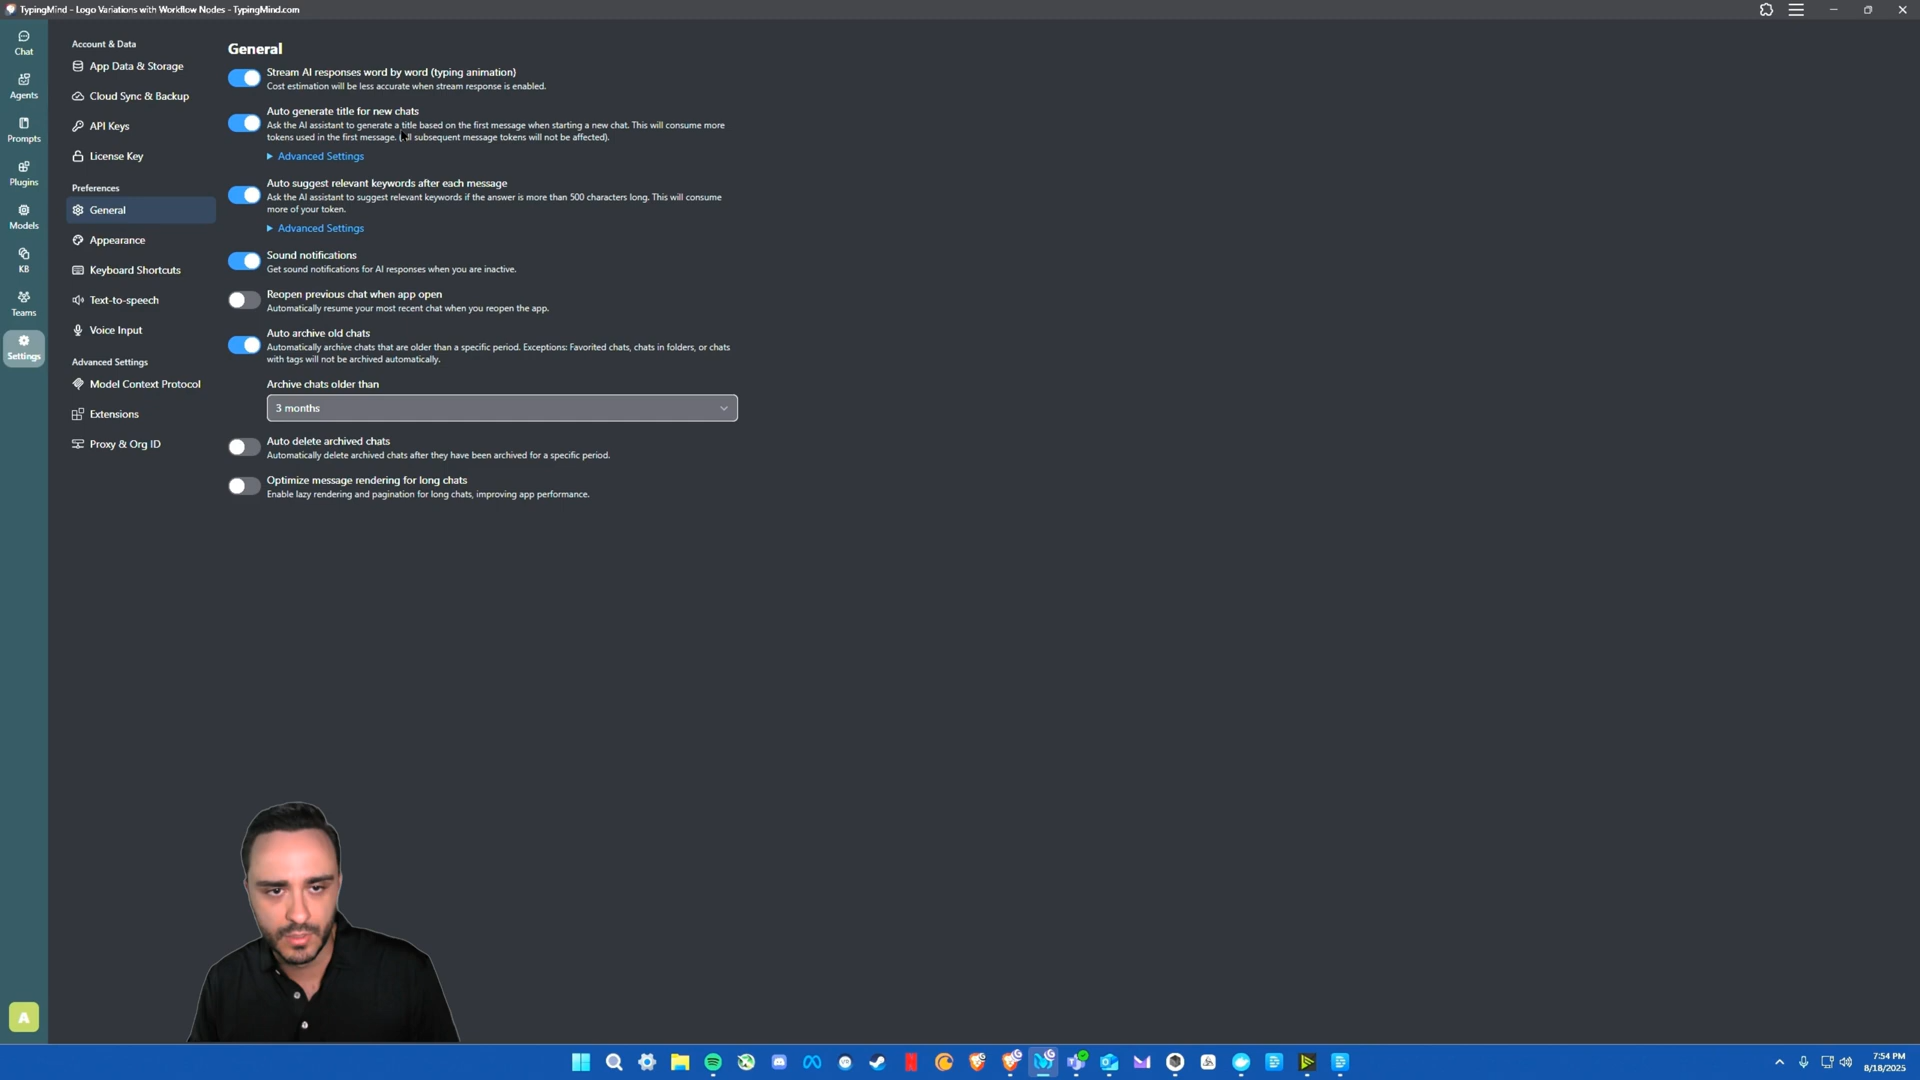 TypingMind - Logo Variations with Workflow Nodes - TypingMind.com
Chat
Agents
Prompts
Plugins
Models
KB
Teams
Settings
A
Account & Data
App Data & Storage
Cloud Sync & Backup
API Keys
License Key
Preferences
General
Appearance
Keyboard Shortcuts
Text-to-speech
Voice Input
Advanced Settings
Model Context Protocol
Extensions
Proxy & Org ID
General
Stream AI responses word by word (typing animation)
Cost estimation will be less accurate when stream response is enabled.
Auto generate title for new chats
Ask the AI assistant to generate a title based on the first message when starting a new chat. This will consume more
tokens used in the first message. subsequent message tokens will not be affected).
Advanced Settings
Auto suggest relevant keywords after each message
Ask the AI assistant to suggest relevant keywords if the answer is more than 500 characters long. This will consume
more of your token.
Advanced Settings
Sound notifications
Get sound notifications for AI responses when you are inactive.
Reopen previous chat when app open
Automatically resume your most recent chat when you reopen the app.
Auto archive old chats
Automatically archive chats that are older than a specific period. Exceptions: Favorited chats, chats in folders, or chats
with tags will not be archived automatically.
Archive chats older than
3 months
Auto delete archived chats
Automatically delete archived chats after they have been archived for a specific period.
Optimize message rendering for long chats
Enable lazy rendering and pagination for long chats, improving app performance.
7:54 PM
8/18/2025